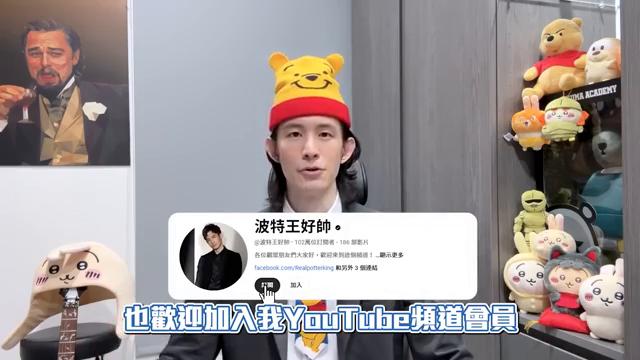 UMA ACADEMY
波特王好帥
@波特王好帥·102萬位訂閱者·186 部影片
各位觀眾朋友們大家好，歡迎來到這個頻道！ ...顯示更多
facebook.com/Realpotterking 和另外 3 個連結
訂閱 加入
也歡迎加入我YouTube頻道會員